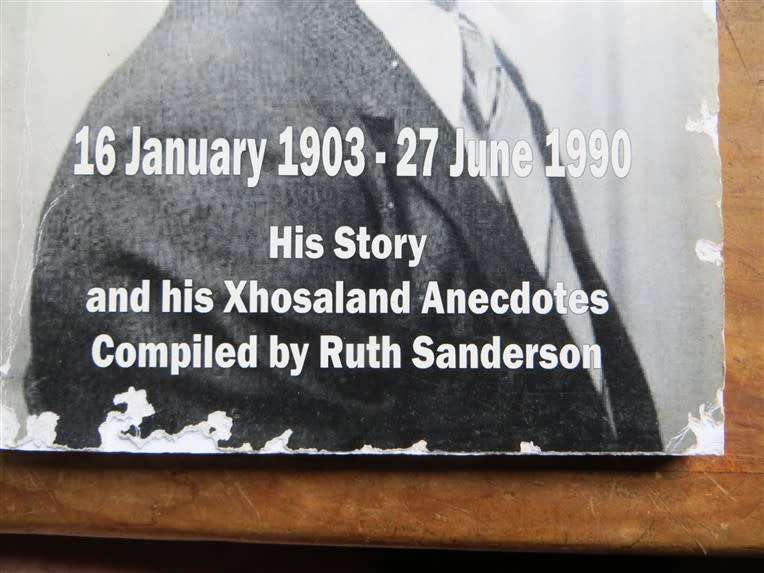 16 January 1903 - 27 June 1990
His Story
and his Xhosaland Anecdotes
Compiled by Ruth Sanderson